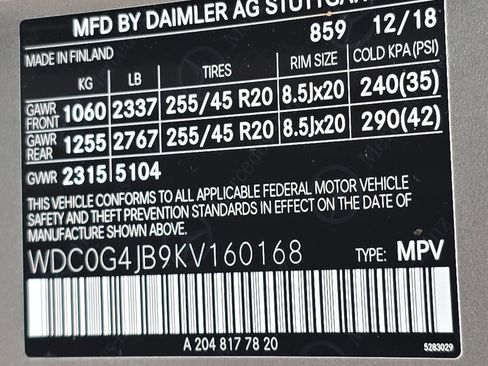 MFD BY DAIMLER AG STUTTGAR
859 12/18
MADE IN FINLAND
KG LB TIRES RIM SIZE COLD KPA (PSI)
GAWR FRONT 1060 2337 255/45 R20 8.5Jx20 240(35)
GAWR REAR 1255 2767 255/45 R20 8.5Jx20 290(42)
GVWR 2315 5104
THIS VEHICLE CONFORMS TO ALL APPLICABLE FEDERAL MOTOR VEHICLE
SAFETY AND THEFT PREVENTION STANDARDS IN EFFECT ON THE DATE
OF MANUFACTURE SHOWN ABOVE.
WDC0G4JB9KV160168 TYPE: MPV
A 204 817 78 20
5283029